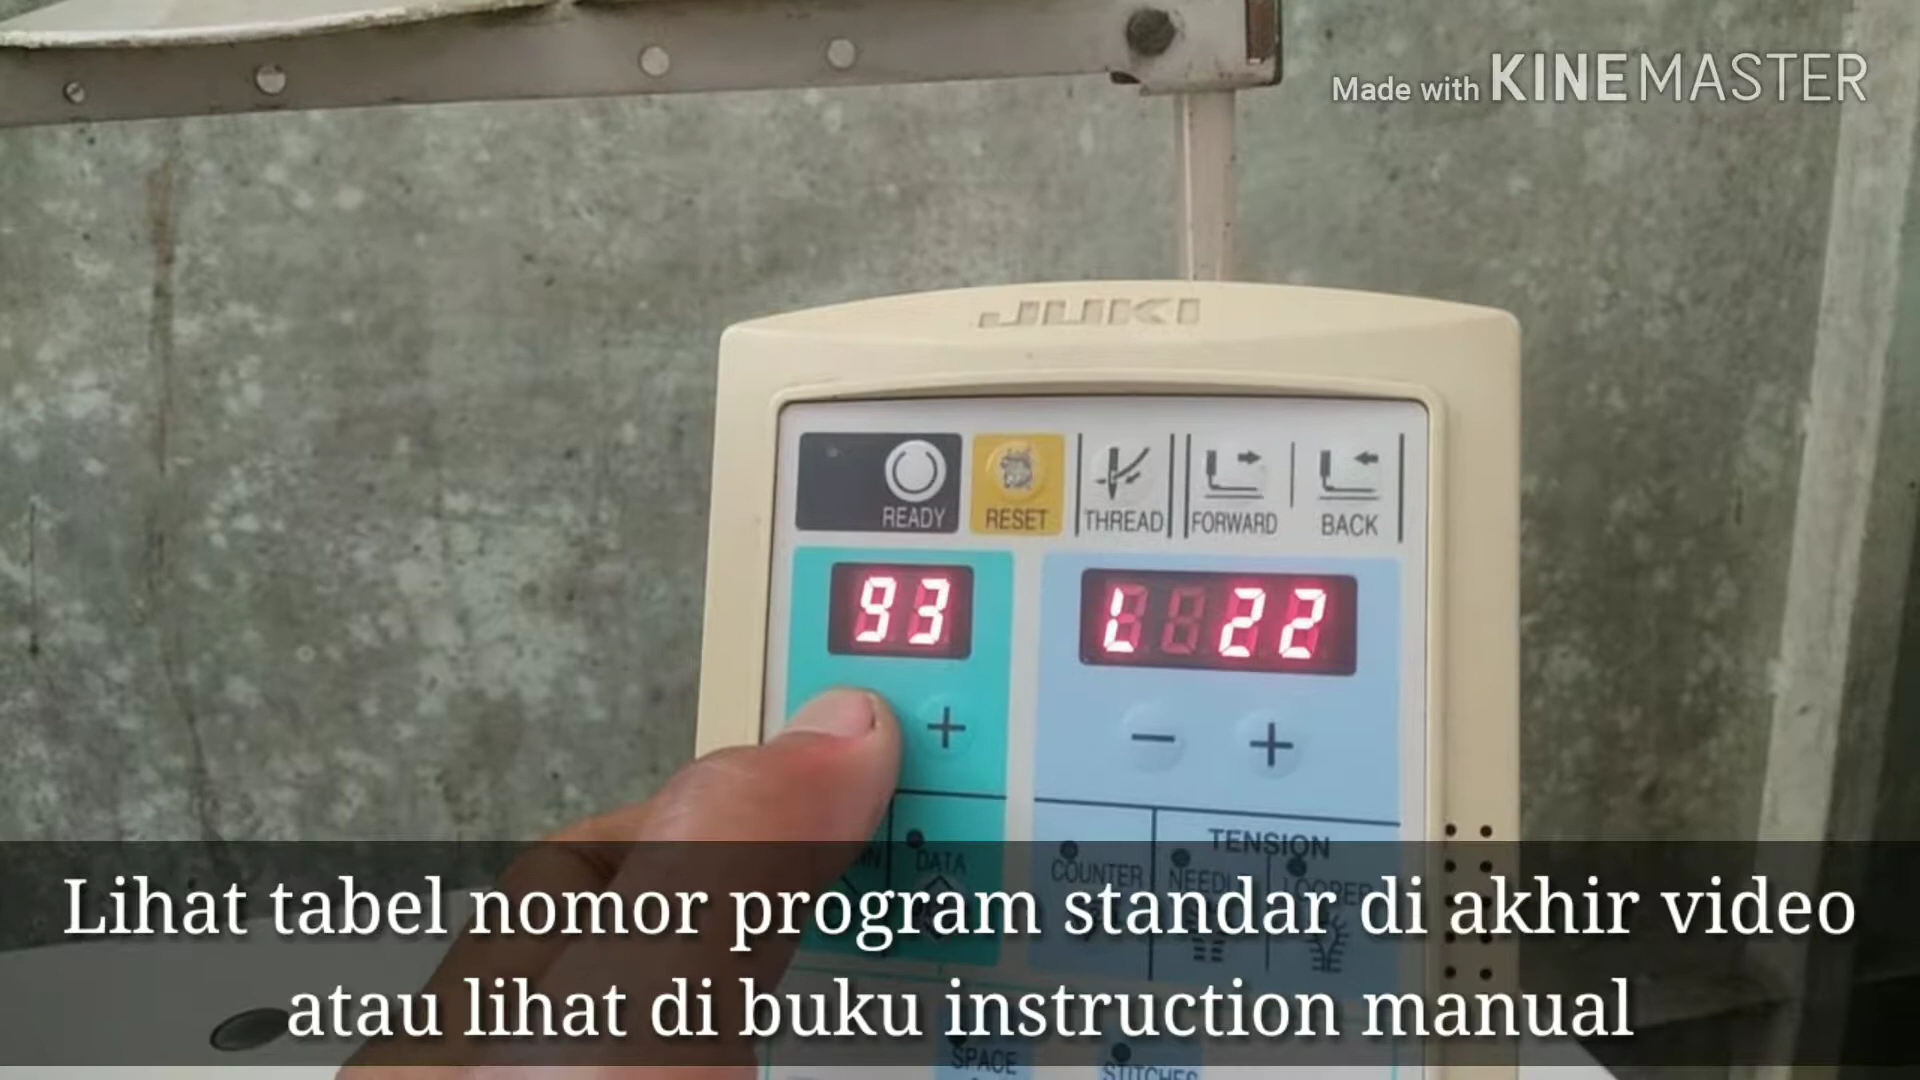 Made with KINEMASTER
JUKI
READY
RESET
THREAD
FORWARD
BACK
93
L 22
+
− +
DATA
COUNTER
TENSION
NEEDLE
LOOPER
Lihat tabel nomor program standar di akhir video
atau lihat di buku instruction manual
SPACE
STITCHES